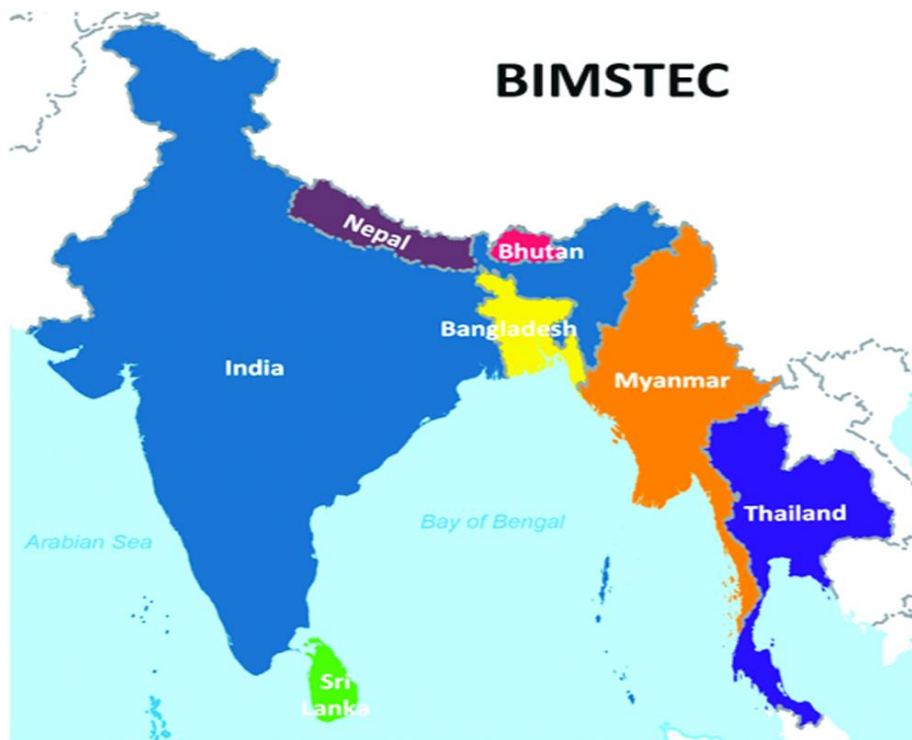 BIMSTEC
Nepal
Bhutan
Bangladesh
India
Myanmar
Thailand
Bay of Bengal
Arabian Sea
Sri
Lanka